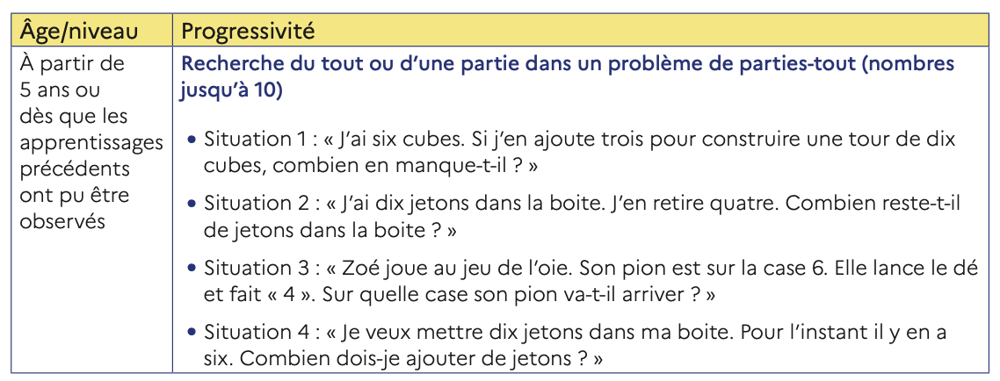 Âge/niveau
Progressivité
À partir de
5 ans ou
dès que les
apprentissages
précédents
ont pu être
observés
Recherche du tout ou d’une partie dans un problème de parties-tout (nombres
jusqu’à 10)
• Situation 1 : « J’ai six cubes. Si j’en ajoute trois pour construire une tour de dix
cubes, combien en manque-t-il ? »
• Situation 2 : « J’ai dix jetons dans la boite. J’en retire quatre. Combien reste-t-il
de jetons dans la boite ? »
• Situation 3 : « Zoé joue au jeu de l’oie. Son pion est sur la case 6. Elle lance le dé
et fait « 4 ». Sur quelle case son pion va-t-il arriver ? »
• Situation 4 : « Je veux mettre dix jetons dans ma boite. Pour l’instant il y en a
six. Combien dois-je ajouter de jetons ? »